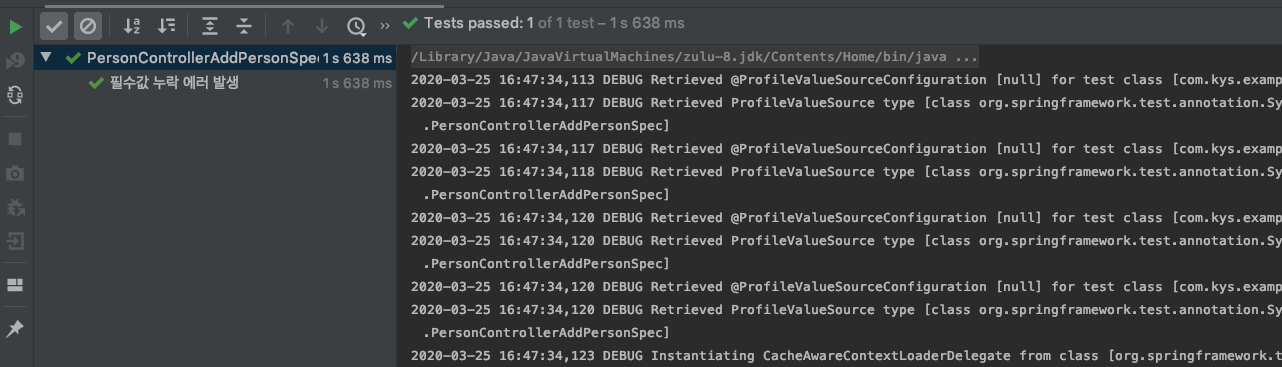 Tests passed: 1 of 1 test – 1 s 638 ms
PersonControllerAddPersonSpec 1 s 638 ms
필수값 누락 에러 발생 1 s 638 ms
/Library/Java/JavaVirtualMachines/zulu-8.jdk/Contents/Home/bin/java ...
2020-03-25 16:47:34,113 DEBUG Retrieved @ProfileValueSourceConfiguration [null] for test class [com.kys.examp
2020-03-25 16:47:34,117 DEBUG Retrieved ProfileValueSource type [class org.springframework.test.annotation.Sy
.PersonControllerAddPersonSpec]
2020-03-25 16:47:34,117 DEBUG Retrieved @ProfileValueSourceConfiguration [null] for test class [com.kys.examp
2020-03-25 16:47:34,118 DEBUG Retrieved ProfileValueSource type [class org.springframework.test.annotation.Sy
.PersonControllerAddPersonSpec]
2020-03-25 16:47:34,120 DEBUG Retrieved @ProfileValueSourceConfiguration [null] for test class [com.kys.examp
2020-03-25 16:47:34,120 DEBUG Retrieved ProfileValueSource type [class org.springframework.test.annotation.Sy
.PersonControllerAddPersonSpec]
2020-03-25 16:47:34,120 DEBUG Retrieved @ProfileValueSourceConfiguration [null] for test class [com.kys.examp
2020-03-25 16:47:34,120 DEBUG Retrieved ProfileValueSource type [class org.springframework.test.annotation.Sy
.PersonControllerAddPersonSpec]
2020-03-25 16:47:34,123 DEBUG Instantiating CacheAwareContextLoaderDelegate from class [org.springframework.t